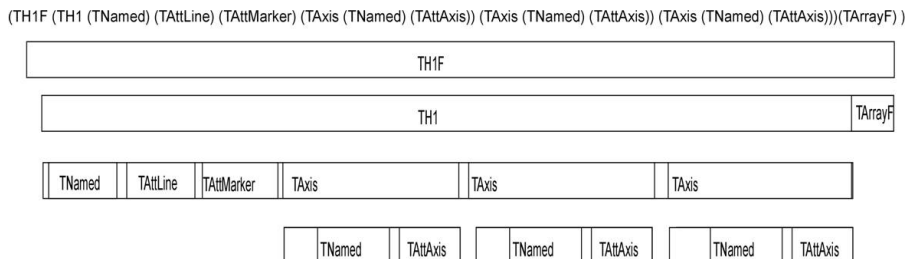 (TH1F (TH1 (TNamed) (TAttLine) (TAttMarker) (TAxis (TNamed) (TAttAxis)) (TAxis (TNamed) (TAttAxis)) (TAxis (TNamed) (TAttAxis)))(TArrayF) )
TH1F
TH1 TArrayF
TNamed TAttLine TAttMarker TAxis TAxis TAxis
TNamed TAttAxis TNamed TAttAxis TNamed TAttAxis